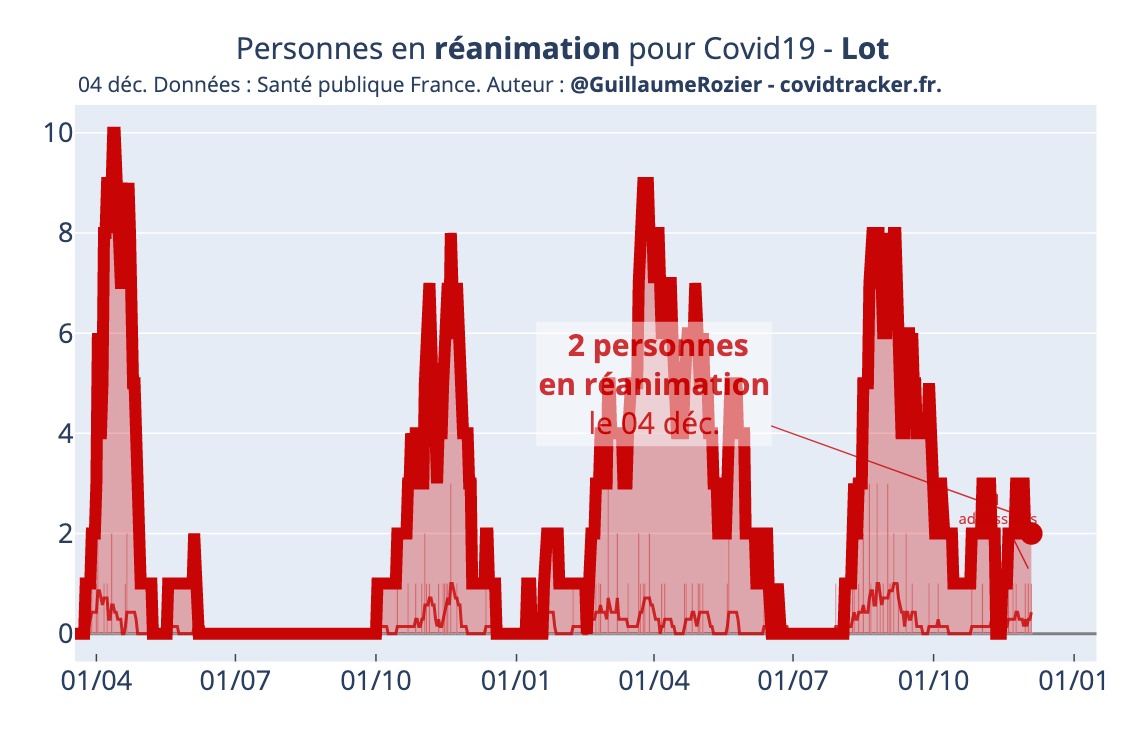 Personnes en réanimation pour Covid19 - Lot
04 déc. Données : Santé publique France. Auteur : @GuillaumeRozier - covidtracker.fr.
10
8
6
4
2
0
2 personnes
en réanimation
le 04 déc.
01/04
01/07
01/10
01/01
01/04
01/07
01/10
01/01